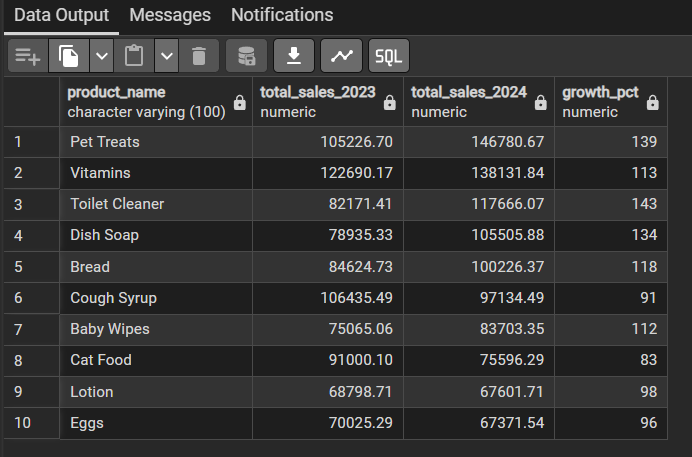 Data Output Messages Notifications
SQL
product_name total_sales_2023 total_sales_2024 growth_pct
character varying (100) numeric numeric numeric
1 Pet Treats 105226.70 146780.67 139
2 Vitamins 122690.17 138131.84 113
3 Toilet Cleaner 82171.41 117666.07 143
4 Dish Soap 78935.33 105505.88 134
5 Bread 84624.73 100226.37 118
6 Cough Syrup 106435.49 97134.49 91
7 Baby Wipes 75065.06 83703.35 112
8 Cat Food 91000.10 75596.29 83
9 Lotion 68798.71 67601.71 98
10 Eggs 70025.29 67371.54 96